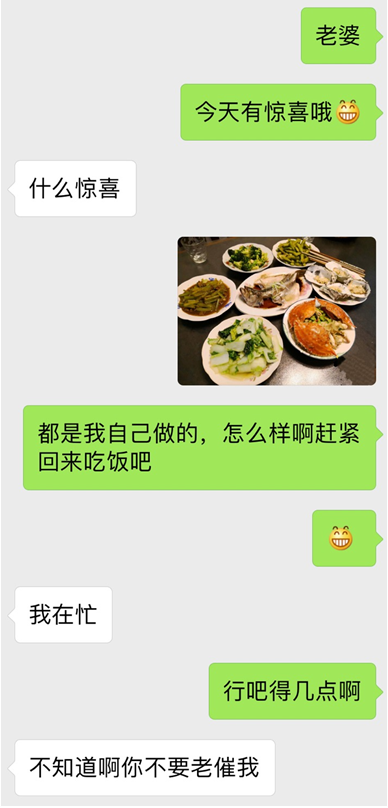 老婆
今天有惊喜哦😁
什么惊喜
都是我自己做的，怎么样啊赶紧
回来吃饭吧
😁
我在忙
行吧得几点啊
不知道啊你不要老催我